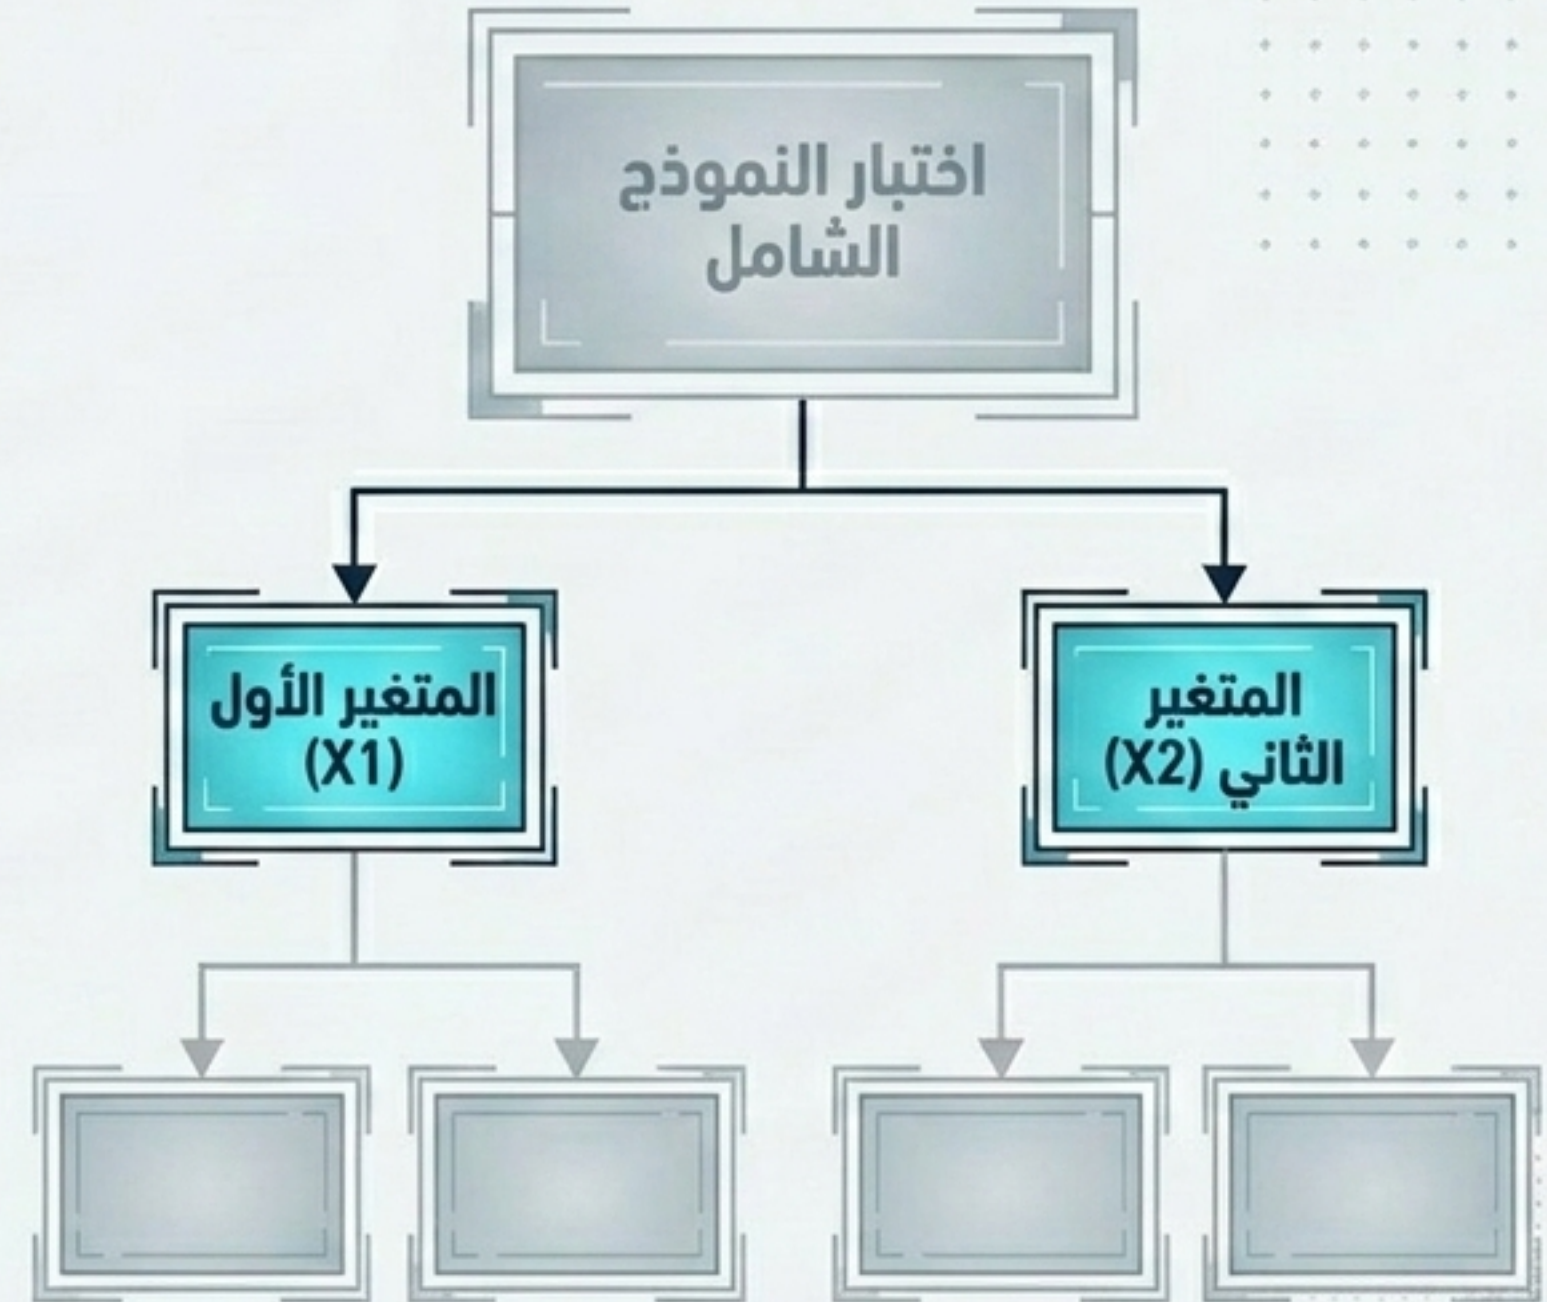 اختبار النموذج
الشامل
المتغير الأول
(X1)
المتغير
الثاني (X2)